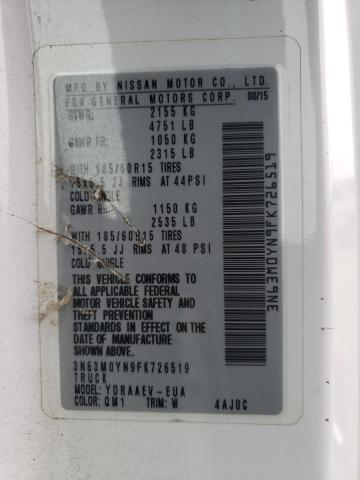 MFG. BY NISSAN MOTOR CO., LTD.
FOR GENERAL MOTORS CORP. 08/15
GVWG: 2155 KG
4751 LB
GAWR FR: 1050 KG
2315 LB
WITH 185/60R15 TIRES
15X5.5 JJ RIMS AT 44PSI
COLD SINGLE
GAWR RR: 1150 KG
2535 LB
WITH 185/60R15 TIRES
15X5.5 JJ RIMS AT 48 PSI
COLD SINGLE
THIS VEHICLE CONFORMS TO
ALL APPLICABLE FEDERAL
MOTOR VEHICLE SAFETY AND
THEFT PREVENTION
STANDARDS IN EFFECT ON THE
DATE OF MANUFACTURE
SHOWN ABOVE.
3N63M0YN9FK726519
TRUCK
MODEL: YDRAAEV-EUA
COLOR: QM1 TRIM: W 4AJ0C
3N63M0YN9FK726519